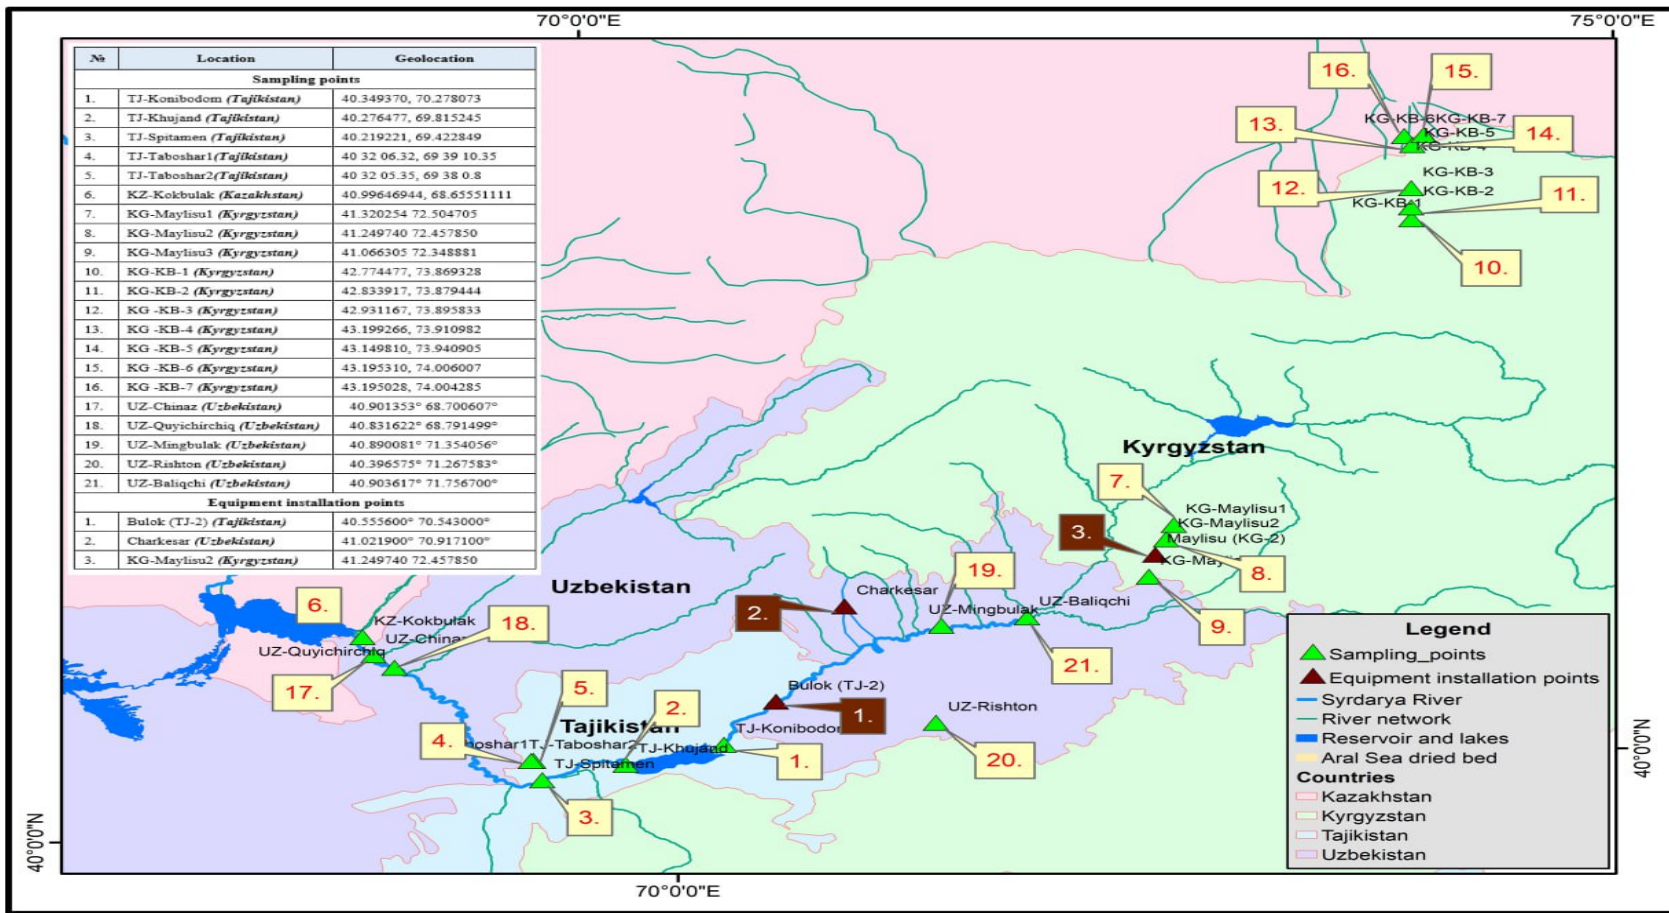 70°0'0"E 75°0'0"E
№ Location Geolocation
Sampling points
1. TJ-Konibodom (Tajikistan) 40.349370, 70.278073
2. TJ-Khujand (Tajikistan) 40.276477, 69.815245
3. TJ-Spitamen (Tajikistan) 40.219221, 69.422849
4. TJ-Taboshar1(Tajikistan) 40 32 06.32, 69 39 10.35
5. TJ-Taboshar2(Tajikistan) 40 32 05.35, 69 38 0.8
6. KZ-Kokbulak (Kazakhstan) 40.99646944, 68.65551111
7. KG-Maylisu1 (Kyrgyzstan) 41.320254 72.504705
8. KG-Maylisu2 (Kyrgyzstan) 41.249740 72.457850
9. KG-Maylisu3 (Kyrgyzstan) 41.066305 72.348881
10. KG-KB-1 (Kyrgyzstan) 42.774477, 73.869328
11. KG-KB-2 (Kyrgyzstan) 42.833917, 73.879444
12. KG -KB-3 (Kyrgyzstan) 42.931167, 73.895833
13. KG -KB-4 (Kyrgyzstan) 43.199266, 73.910982
14. KG -KB-5 (Kyrgyzstan) 43.149810, 73.940905
15. KG -KB-6 (Kyrgyzstan) 43.195310, 74.006007
16. KG -KB-7 (Kyrgyzstan) 43.195028, 74.004285
17. UZ-Chinaz (Uzbekistan) 40.901353° 68.700607°
18. UZ-Quyichirchiq (Uzbekistan) 40.831622° 68.791499°
19. UZ-Mingbulak (Uzbekistan) 40.890081° 71.354056°
20. UZ-Rishton (Uzbekistan) 40.396575° 71.267583°
21. UZ-Baliqchi (Uzbekistan) 40.903617° 71.756700°
Equipment installation points
1. Bulok (TJ-2) (Tajikistan) 40.555600° 70.543000°
2. Charkesar (Uzbekistan) 41.021900° 70.917100°
3. KG-Maylisu2 (Kyrgyzstan) 41.249740 72.457850
16. 15.
KG-KB-6KG-KB-7
13. KG-KB-5 14.
KG-KB-4
KG-KB-3
12. KG-KB-2 11.
KG-KB-1
10.
Kyrgyzstan
7.
KG-Maylisu1
KG-Maylisu2
3. Maylisu (KG-2)
8.
9.
Uzbekistan
19.
Charkesar
2. UZ-Mingbulak UZ-Baliqchi
21.
6.
KZ-Kokbulak
UZ-Chinaz 18.
UZ-Quyichirchiq
17.
Bulok (TJ-2)
1.
UZ-Rishton
20.
5. 2.
Tajikistan
TJ-Konibodom
4. TJ-Taboshar2 TJ-Khujand
1.
TJ-Spitamen
3.
Legend
Sampling_points
Equipment installation points
Syrdarya River
River network
Reservoir and lakes
Aral Sea dried bed
Countries
Kazakhstan
Kyrgyzstan
Tajikistan
Uzbekistan
40°0'0"N 40°0'0"N
70°0'0"E